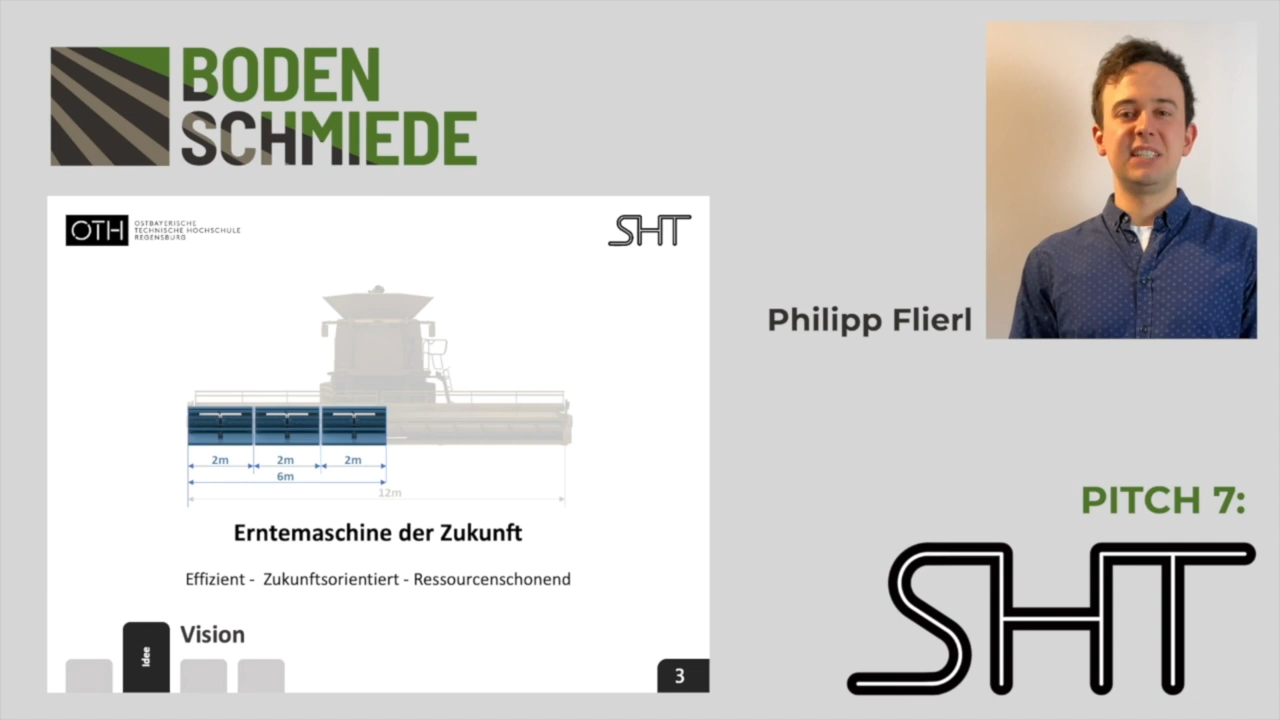 BODEN
SCHMIEDE
OTH
OSTBAYERISCHE
TECHNISCHE HOCHSCHULE
REGENSBURG
SHT
2m
2m
2m
6m
12m
Erntemaschine der Zukunft
Effizient - Zukunftsorientiert - Ressourcenschonend
Idee
Vision
3
Philipp Flierl
PITCH 7:
SHT